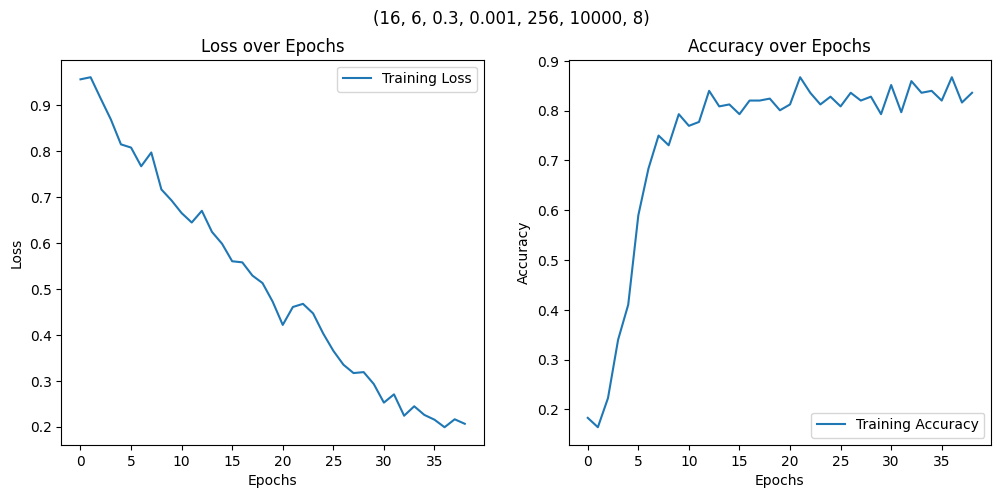 (16, 6, 0.3, 0.001, 256, 10000, 8)
Loss over Epochs
Training Loss
0.9
0.8
0.7
0.6
0.5
0.4
0.3
0.2
Loss
0 5 10 15 20 25 30 35
Epochs
Accuracy over Epochs
0.9
0.8
0.7
0.6
0.5
0.4
0.3
0.2
Accuracy
Training Accuracy
0 5 10 15 20 25 30 35
Epochs